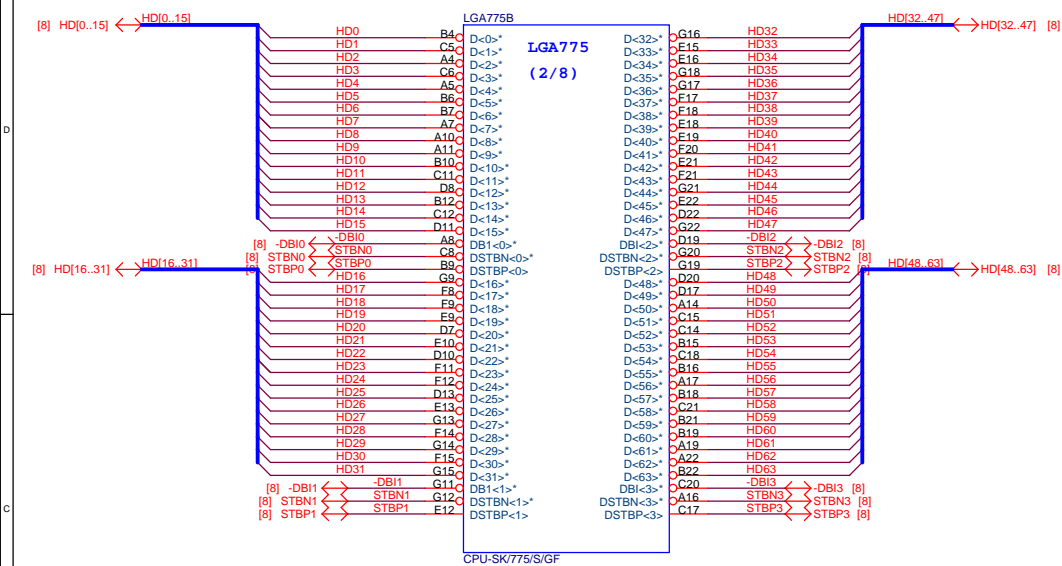 LGA775B
[8] HD[0..15] HD[0..15] HD[32..47] HD[32..47] [8]
LGA775
(2/8)
HD0 B4 D<0>* D<32>* G16 HD32
HD1 C5 D<1>* D<33>* E15 HD33
HD2 A4 D<2>* D<34>* E16 HD34
HD3 C6 D<3>* D<35>* G18 HD35
HD4 A5 D<4>* D<36>* G17 HD36
HD5 B6 D<5>* D<37>* F17 HD37
HD6 B7 D<6>* D<38>* F18 HD38
HD7 A7 D<7>* D<39>* E18 HD39
D
HD8 A10 D<8>* D<40>* E19 HD40
HD9 A11 D<9>* D<41>* F20 HD41
HD10 B10 D<10>* D<42>* E21 HD42
HD11 C11 D<11>* D<43>* F21 HD43
HD12 D8 D<12>* D<44>* G21 HD44
HD13 B12 D<13>* D<45>* E22 HD45
HD14 C12 D<14>* D<46>* D22 HD46
HD15 D11 D<15>* D<47>* G22 HD47
[8] -DBI0 -DBI0 A8 DB1<0>* DBI<2>* D19 -DBI2 -DBI2 [8]
[8] STBN0 STBN0 C8 DSTBN<0>* DSTBN<2>* G20 STBN2 STBN2 [8]
[8] STBP0 STBP0 B9 DSTBP<0> DSTBP<2> G19 STBP2 STBP2 [8]
[8] HD[16..31] HD[16..31] HD[48..63] HD[48..63] [8]
HD16 G9 D<16>* D<48>* D20 HD48
HD17 F8 D<17>* D<49>* D17 HD49
HD18 F9 D<18>* D<50>* A14 HD50
HD19 E9 D<19>* D<51>* C15 HD51
HD20 D7 D<20>* D<52>* C14 HD52
HD21 E10 D<21>* D<53>* B15 HD53
HD22 D10 D<22>* D<54>* C18 HD54
HD23 F11 D<23>* D<55>* B16 HD55
HD24 F12 D<24>* D<56>* A17 HD56
HD25 D13 D<25>* D<57>* B18 HD57
HD26 E13 D<26>* D<58>* C21 HD58
HD27 G13 D<27>* D<59>* B21 HD59
HD28 F14 D<28>* D<60>* B19 HD60
HD29 G14 D<29>* D<61>* A19 HD61
HD30 F15 D<30>* D<62>* A22 HD62
HD31 G15 D<31> D<63>* B22 HD63
[8] -DBI1 -DBI1 G11 DB1<1>* DBI<3>* C20 -DBI3 -DBI3 [8]
[8] STBN1 STBN1 G12 DSTBN<1>* DSTBN<3>* A16 STBN3 STBN3 [8]
C
[8] STBP1 STBP1 E12 DSTBP<1> DSTBP<3> C17 STBP3 STBP3 [8]
CPU-SK/775/S/GF